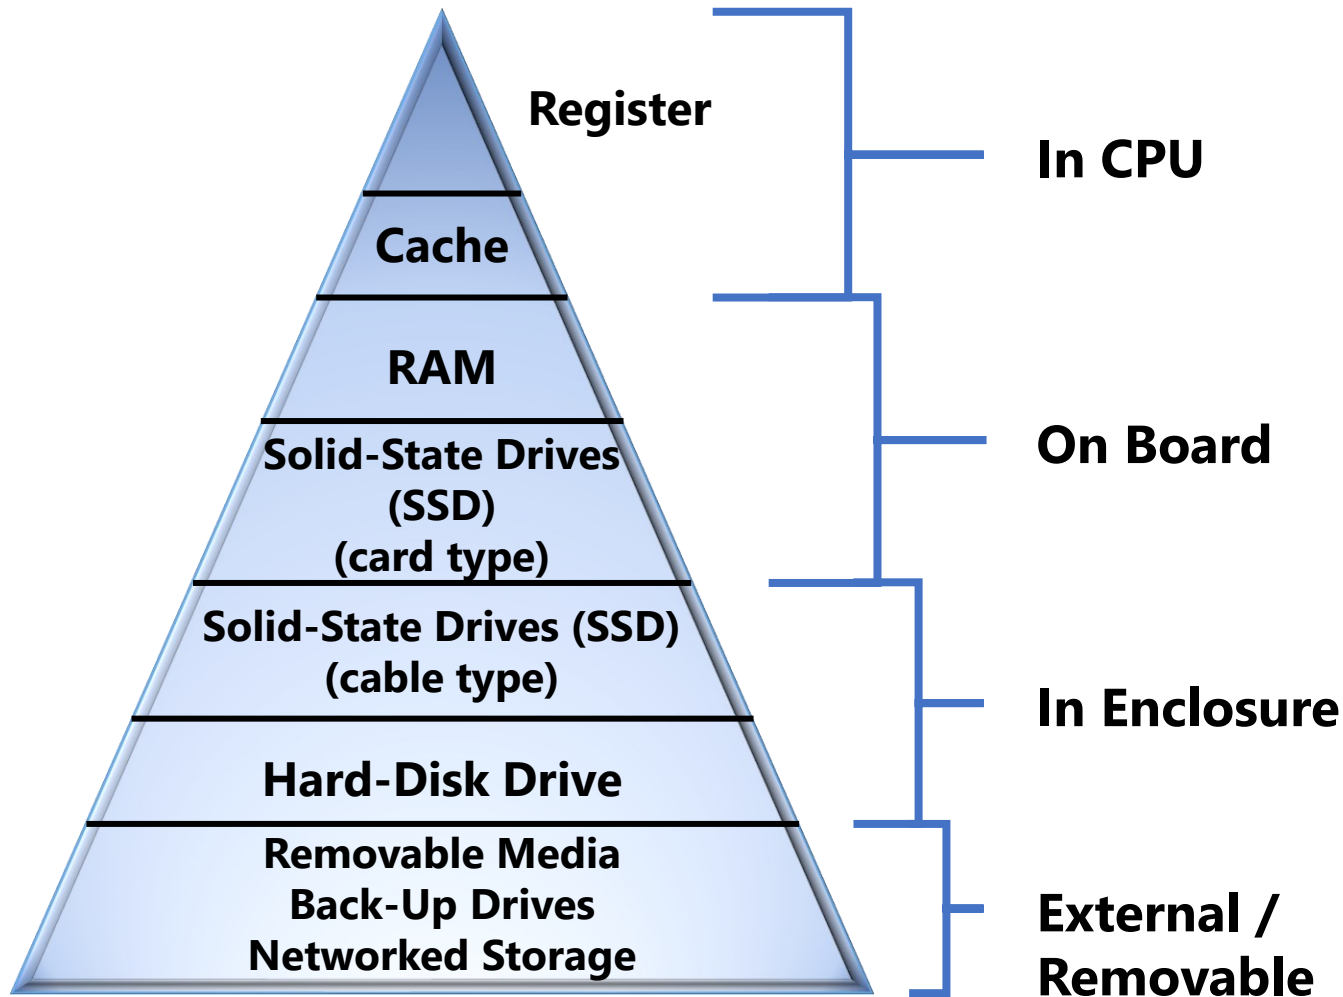 Register
Cache
RAM
Solid-State Drives
(SSD)
(card type)
Solid-State Drives (SSD)
(cable type)
Hard-Disk Drive
Removable Media
Back-Up Drives
Networked Storage
In CPU
On Board
In Enclosure
External /
Removable